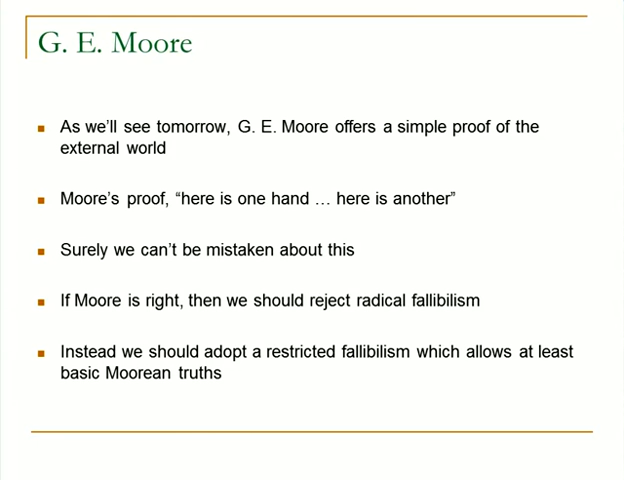 G. E. Moore
As we'll see tomorrow, G. E. Moore offers a simple proof of the
external world
Moore's proof, “here is one hand … here is another”
Surely we can't be mistaken about this
If Moore is right, then we should reject radical fallibilism
Instead we should adopt a restricted fallibilism which allows at least
basic Moorean truths